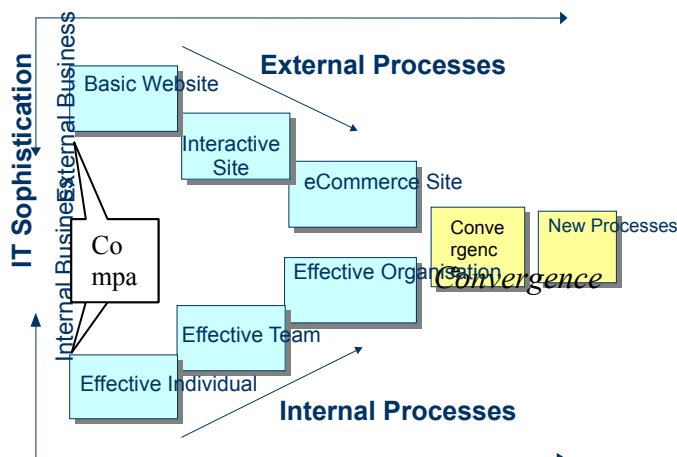 External Processes
Basic Website
Interactive
Site
eCommerce Site
Conve
rgenc
e
New Processes
Convergence
Effective Organisation
Effective Team
Effective Individual
Internal Processes
IT Sophistication
External Business
Internal Business
Co
mpa